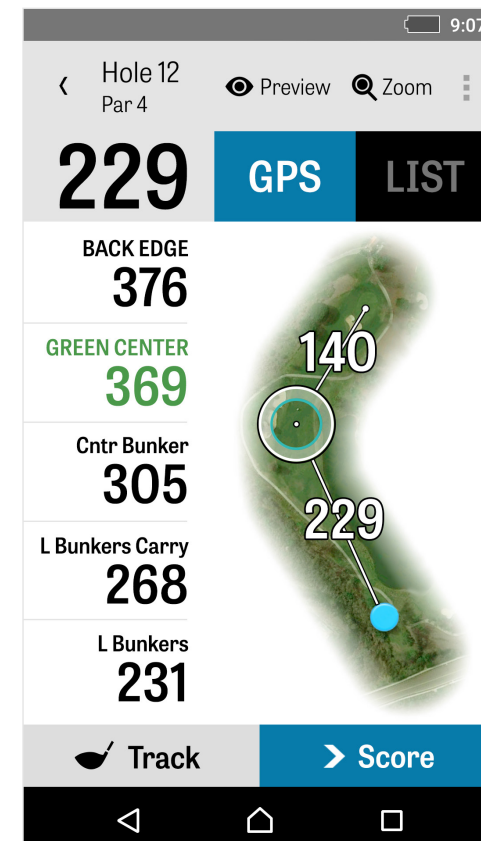 9:07
Hole 12
Par 4
Preview
Zoom
229
GPS
LIST
BACK EDGE
376
GREEN CENTER
369
Cntr Bunker
305
L Bunkers Carry
268
L Bunkers
231
140
229
Track
Score